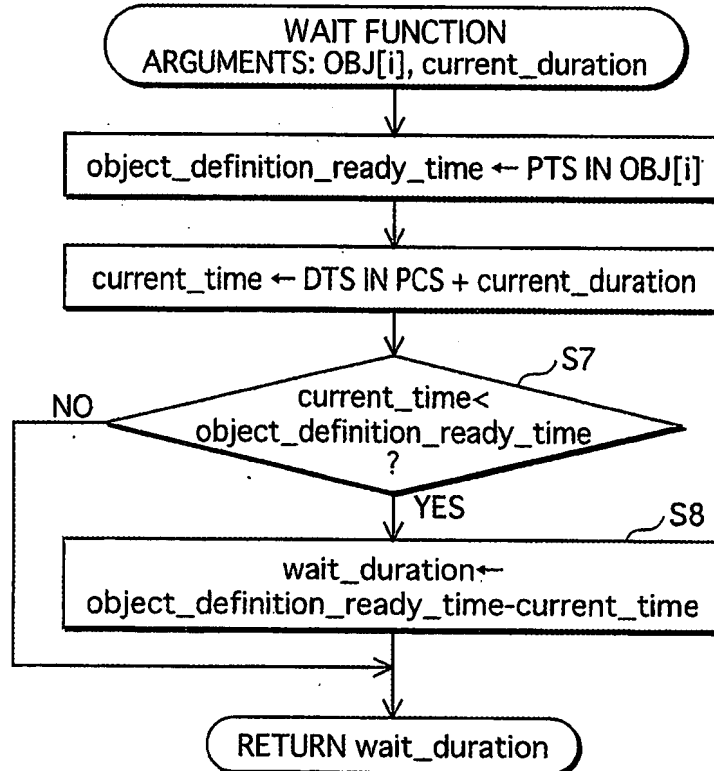 WAIT FUNCTION
ARGUMENTS: OBJ[i], current_duration
object_definition_ready_time ← PTS IN OBJ[i]
current_time ← DTS IN PCS + current_duration
S7
NO
current_time<
object_definition_ready_time
?
YES
S8
wait_duration←
object_definition_ready_time-current_time
RETURN wait_duration